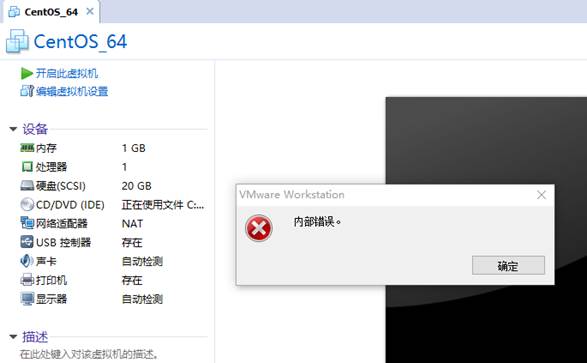 CentOS_64
CentOS_64
开启此虚拟机
编辑虚拟机设置
设备
内存 1 GB
处理器 1
硬盘(SCSI) 20 GB
CD/DVD (IDE) 正在使用文件 C:...
网络适配器 NAT
USB 控制器 存在
声卡 自动检测
打印机 存在
显示器 自动检测
描述
在此处键入对该虚拟机的描述。
VMware Workstation
内部错误。
确定